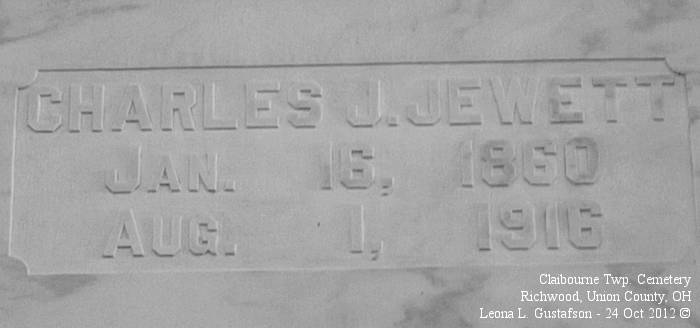 CHARLES J. JEWETT
JAN. 16, 1860
AUG. 1, 1916
Claibourne Twp. Cemetery
Richwood, Union County, OH
Leona L. Gustafson - 24 Oct 2012 ©